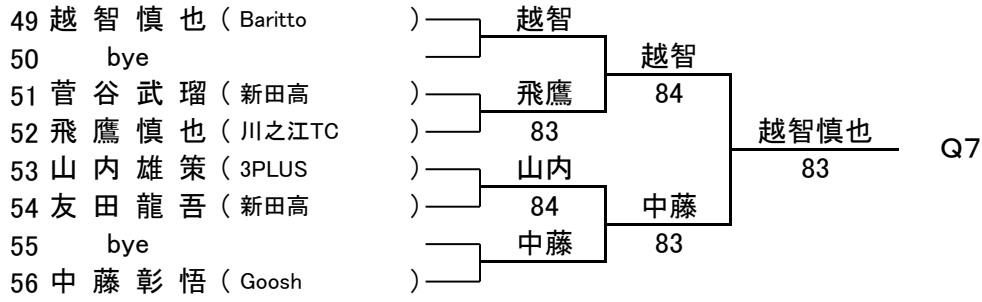 49 越 智 慎 也 ( Baritto ) 越智
50 bye 越智
51 菅 谷 武 瑠 ( 新田高 ) 飛鷹 84
52 飛 鷹 慎 也 ( 川之江TC ) 83 越智慎也 Q7
53 山 内 雄 策 ( 3PLUS ) 山内 83
54 友 田 龍 吾 ( 新田高 ) 84 中藤
55 bye 中藤 83
56 中 藤 彰 悟 ( Goosh )